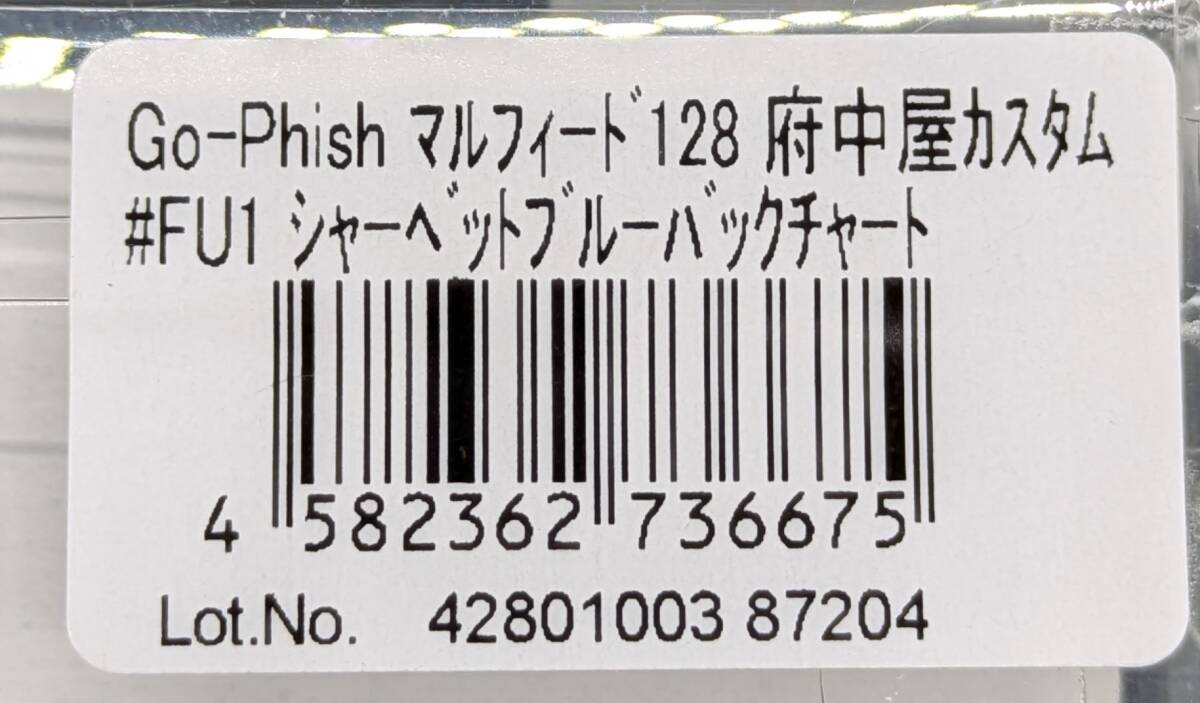 Go-Phish マルフィード128 府中屋カスタム
#FU1 シャーベットブルーバックチャート
4 582362 736675
Lot.No. 42801003 87204